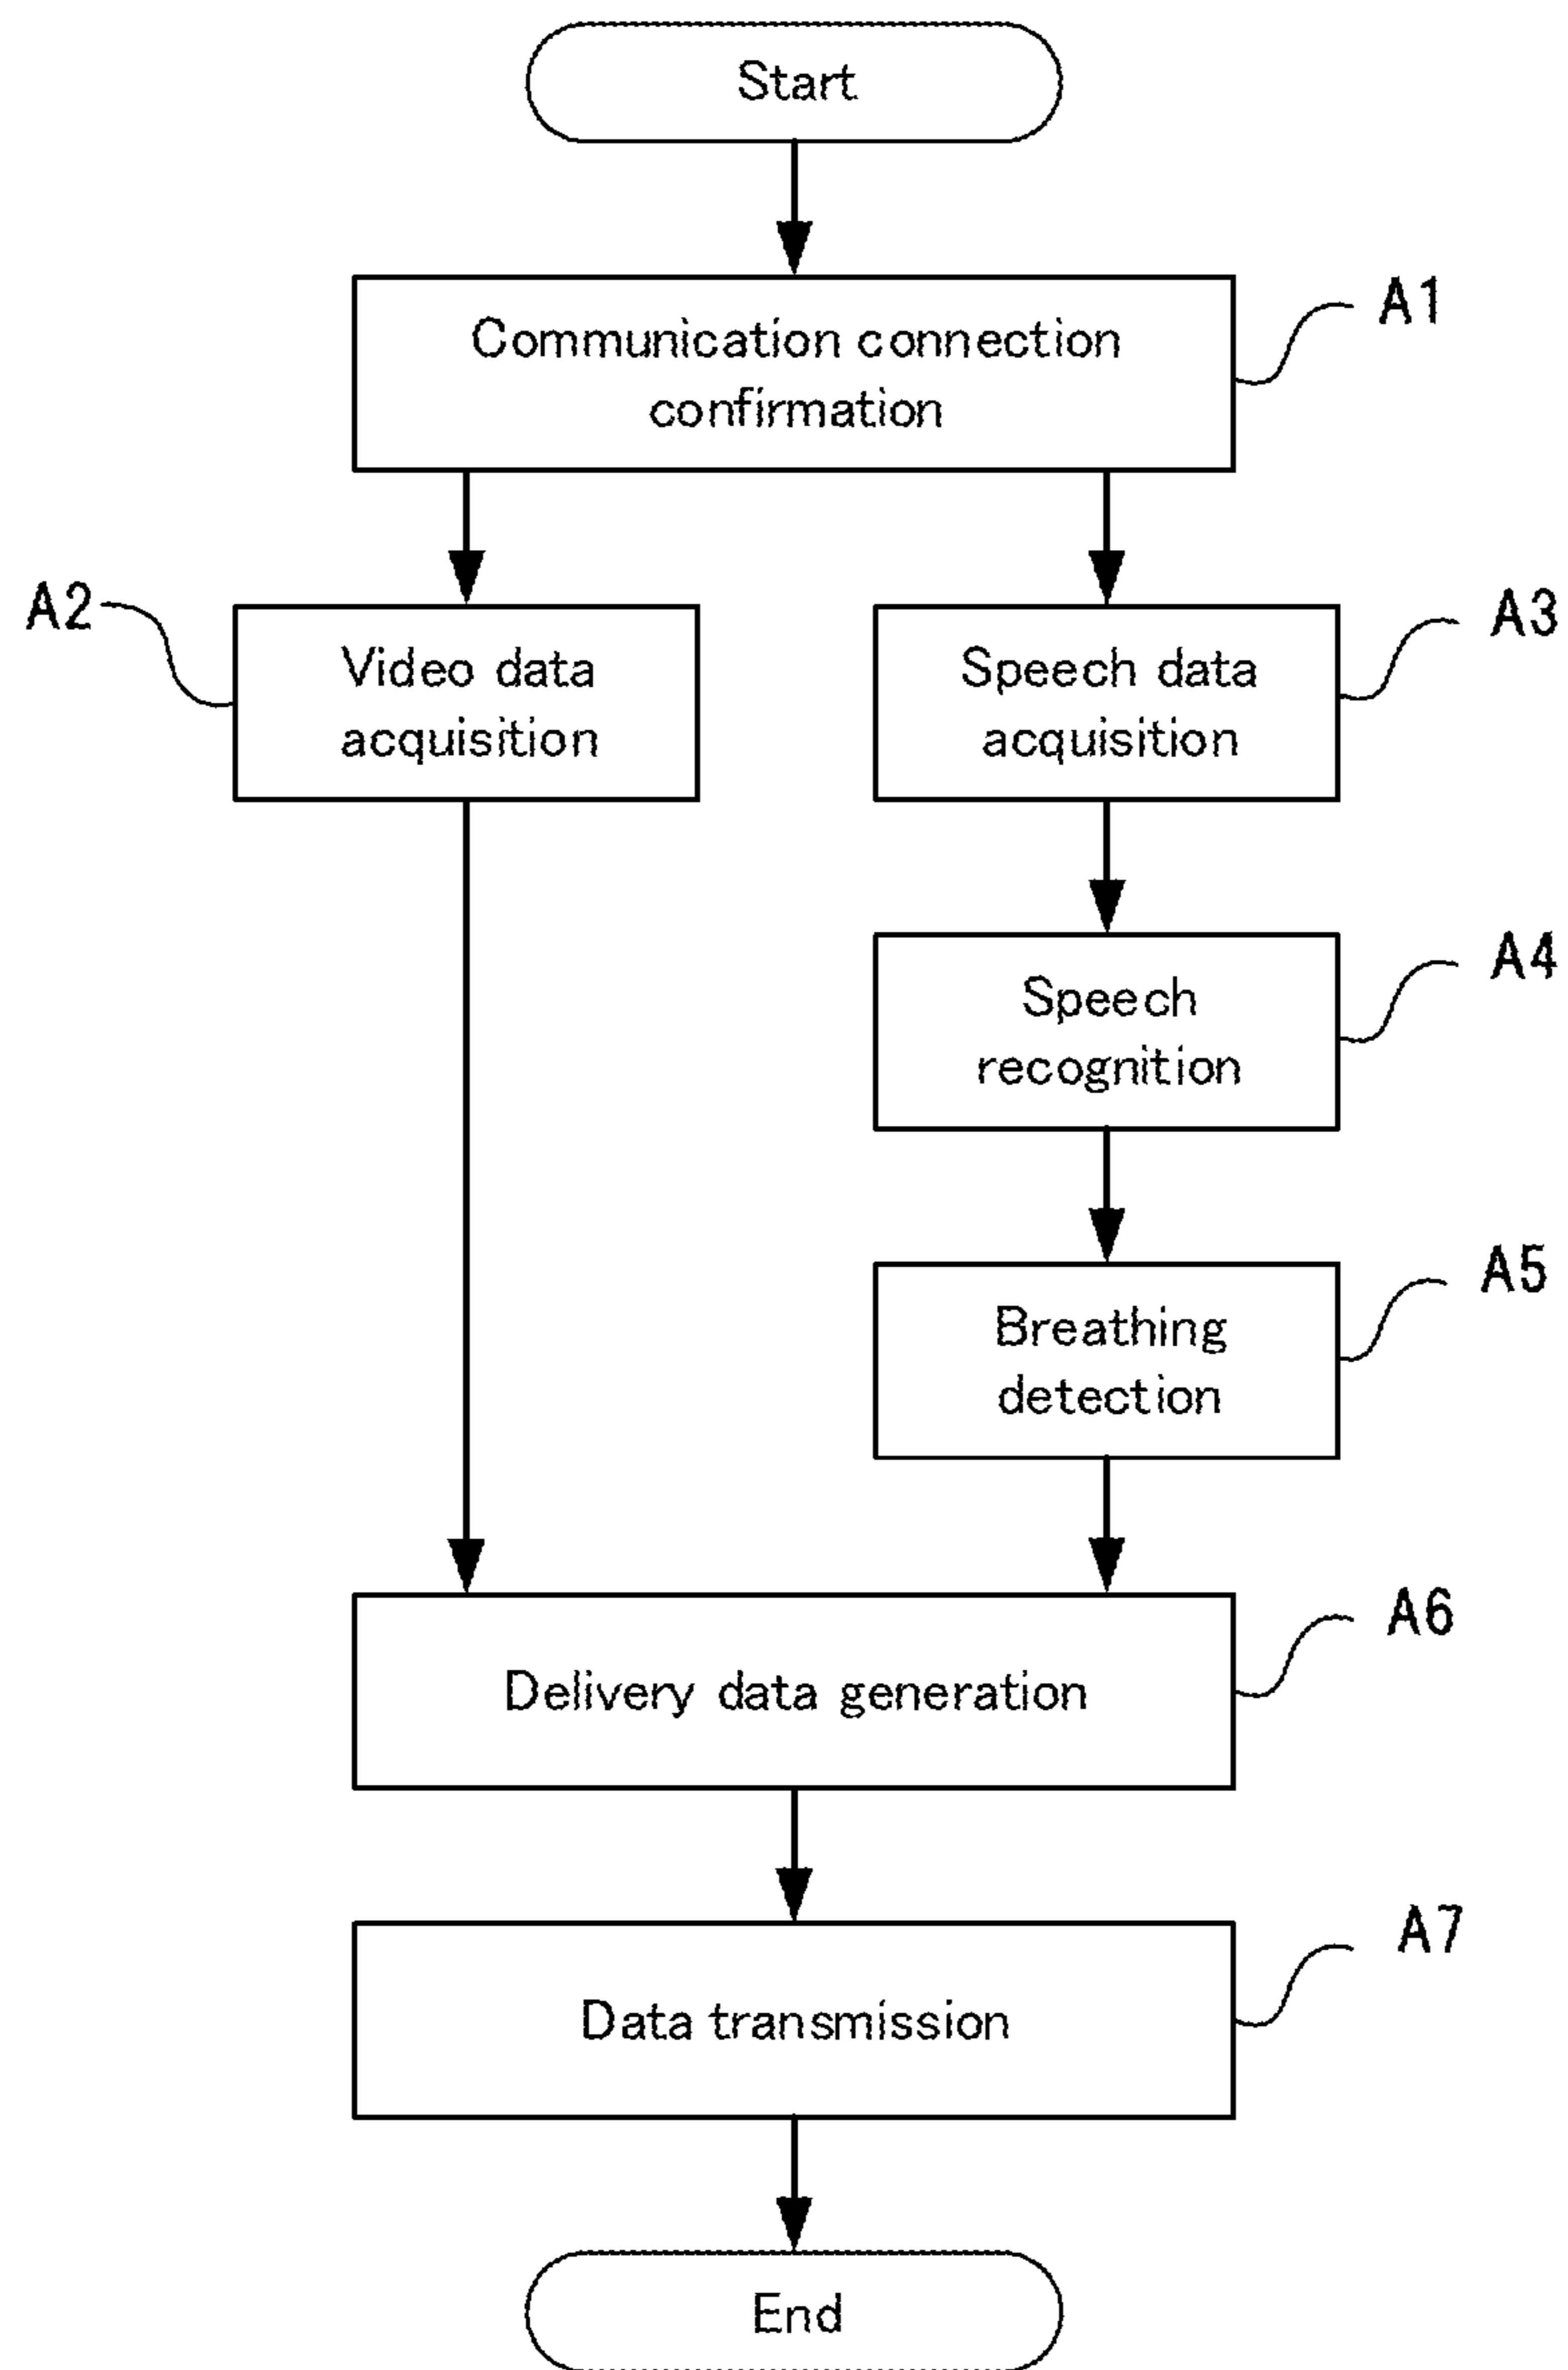 Start
Communication connection
confirmation
A1
A2
Video data
acquisition
Speech data
acquisition
A3
Speech
recognition
A4
Breathing
detection
A5
Delivery data generation
A6
Data transmission
A7
End